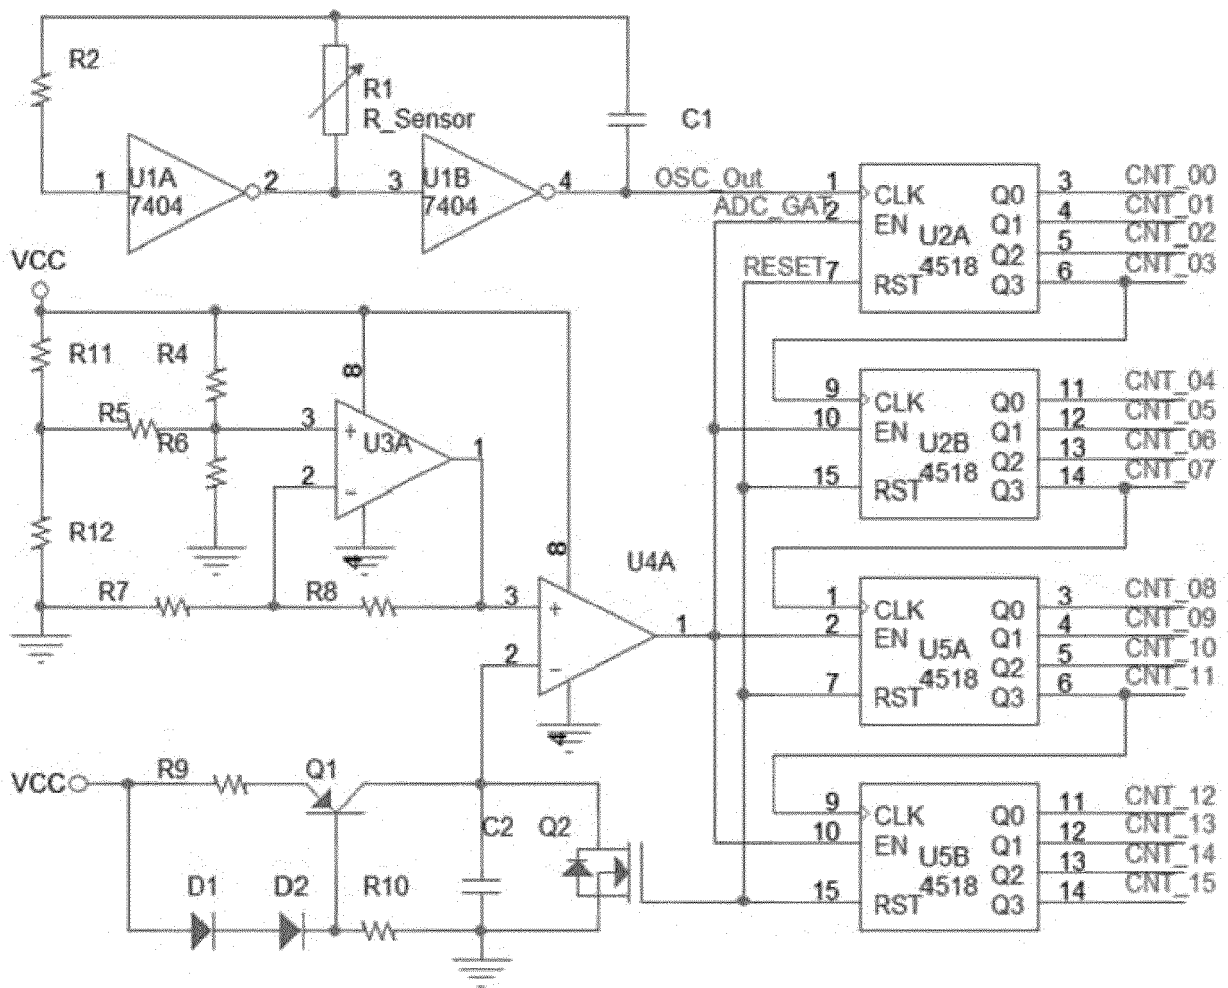 R2
R1
R_Sensor
C1
1 U1A 2 3 U1B 4 OSC_Out 1 CLK Q0 3 CNT_00
7404 7404 ADC_GAT 2 EN Q1 4 CNT_01
U2A Q2 5 CNT_02
VCC RESET 7 RST 4518 Q3 6 CNT_03
R11 R4 8
9 CLK Q0 11 CNT_04
R5 R6 3 + U3A 1 10 EN Q1 12 CNT_05
U2B Q2 13 CNT_06
2 - 15 RST 4518 Q3 14 CNT_07
R12 4 8 U4A
R7 R8 3 + 1 CLK Q0 3 CNT_08
1 2 EN Q1 4 CNT_09
2 - U5A Q2 5 CNT_10
7 RST 4518 Q3 6 CNT_11
4
VCC R9 Q1
C2 Q2 9 CLK Q0 11 CNT_12
10 EN Q1 12 CNT_13
U5B Q2 13 CNT_14
D1 D2 R10 15 RST 4518 Q3 14 CNT_15